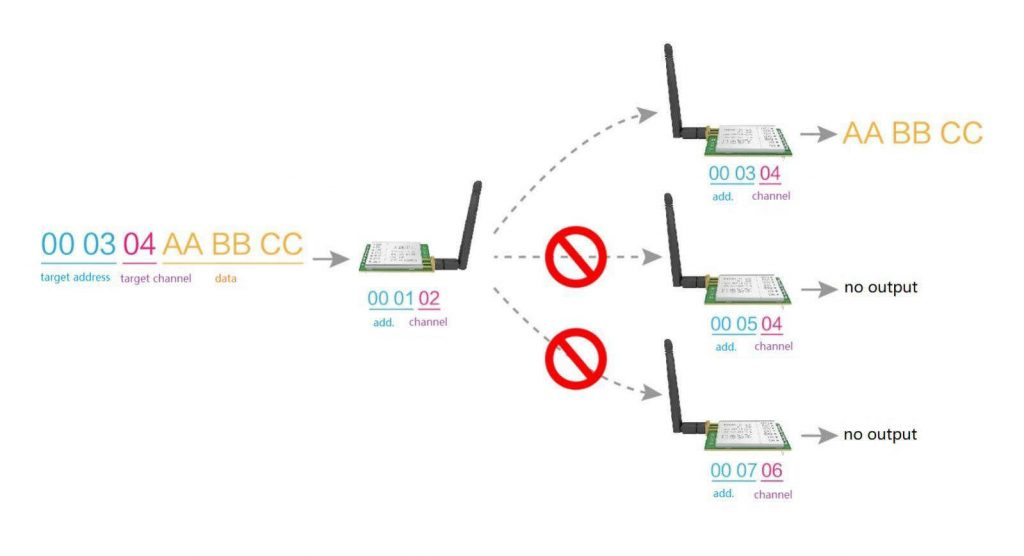 00 03 04 AA BB CC
target address target channel data
00 01 02
add. channel
AA BB CC
00 03 04
add. channel
no output
00 05 04
add. channel
no output
00 07 06
add. channel